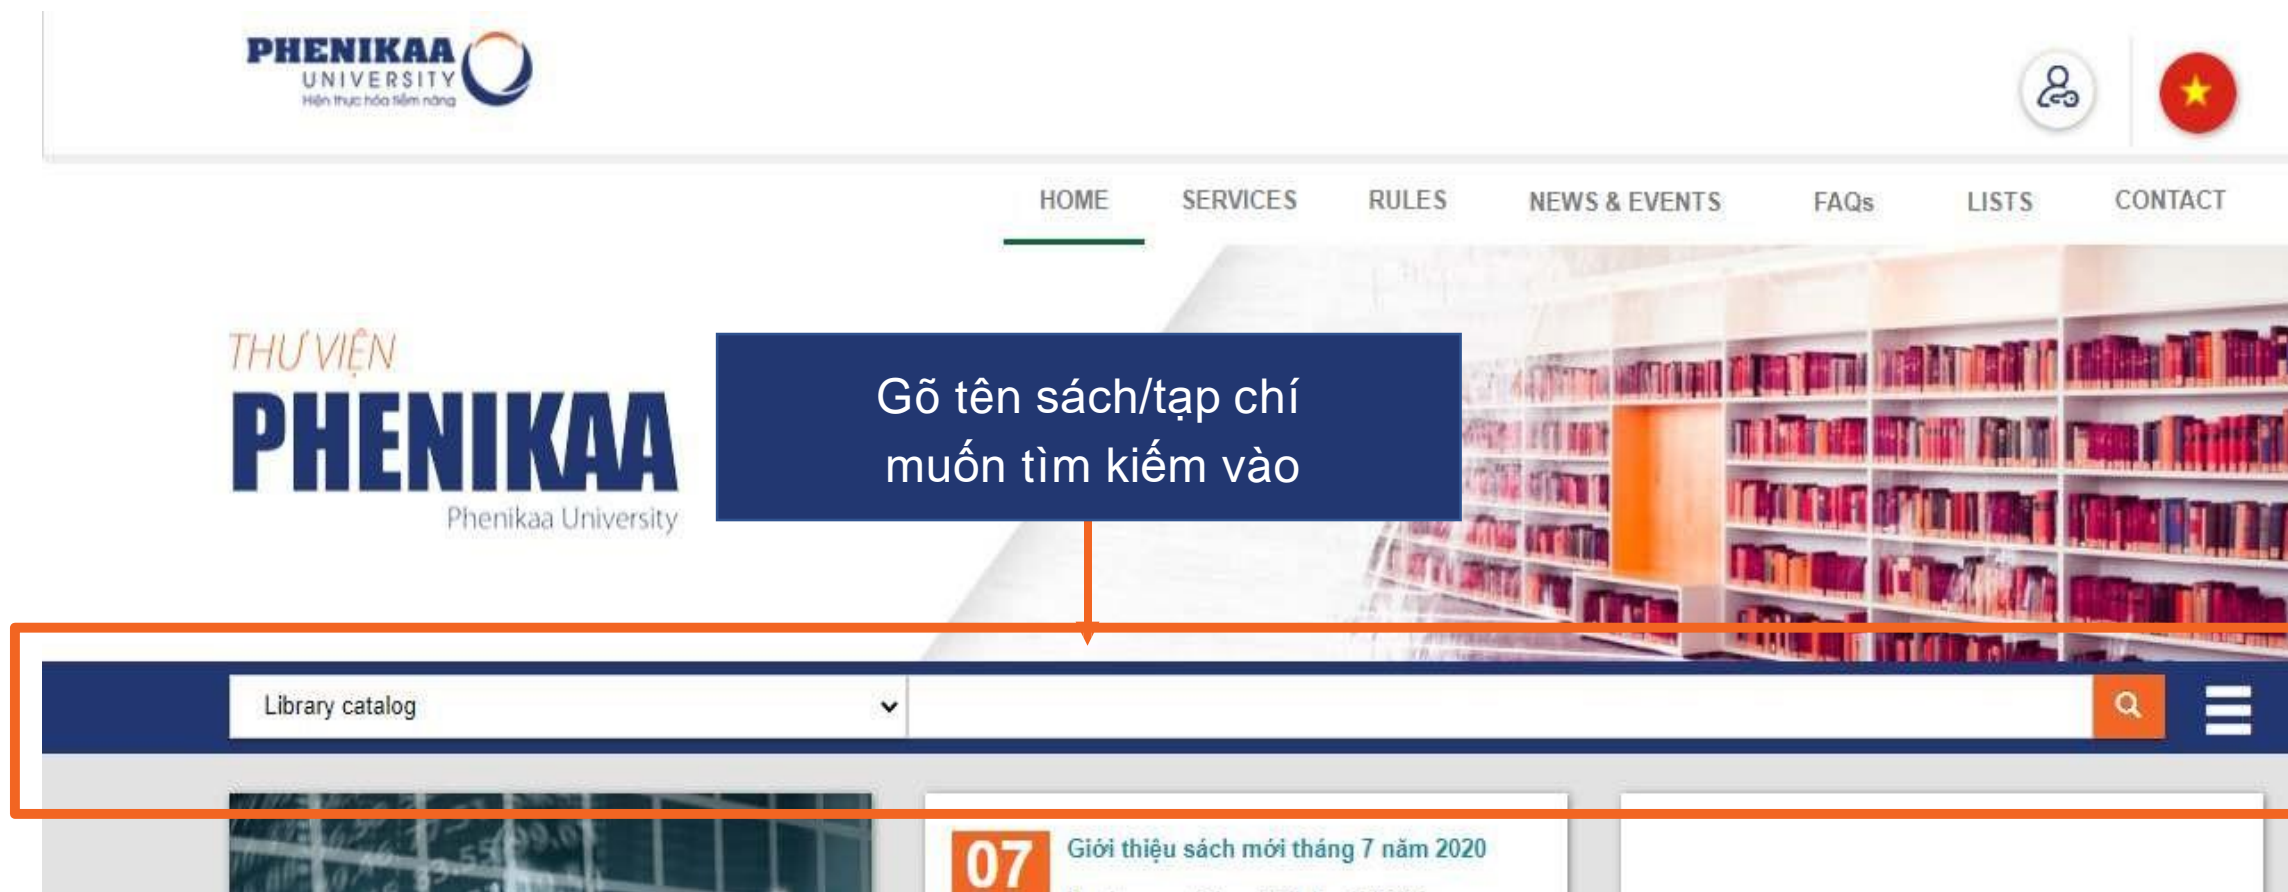 PHENIKAA
UNIVERSITY
Hiện thực hóa tiềm năng
HOME SERVICES RULES NEWS & EVENTS FAQs LISTS CONTACT
THƯ VIỆN
PHENIKAA
Phenikaa University
Gõ tên sách/tạp chí
muốn tìm kiếm vào
Library catalog
07
Giới thiệu sách mới tháng 7 năm 2020